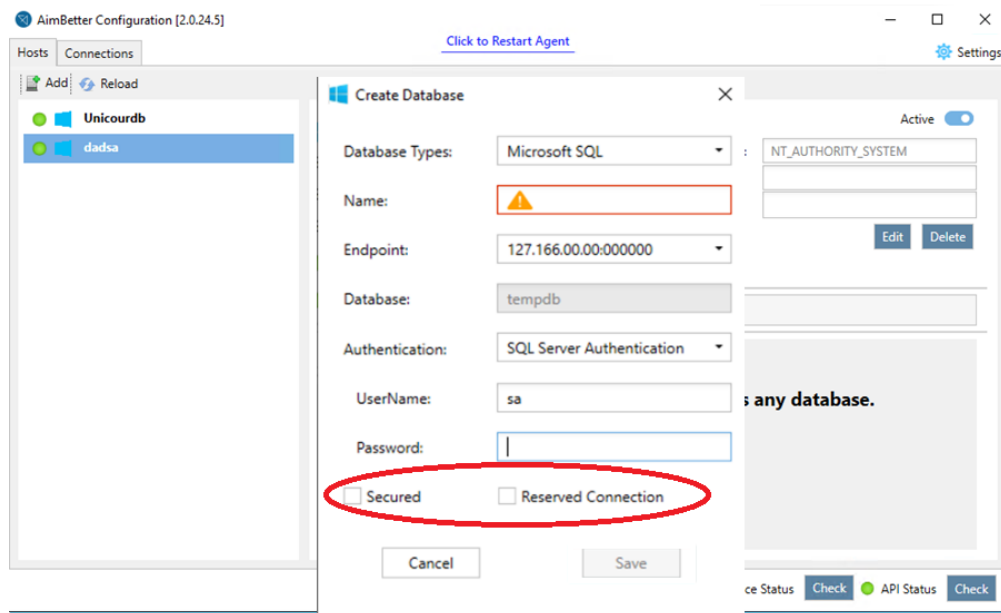 AimBetter Configuration [2.0.24.5]
Hosts
Connections
Click to Restart Agent
Settings
Add
Reload
Unicourdb
dadsa
Create Database
Database Types:
Microsoft SQL
Name:
Endpoint:
127.166.00.00:000000
Database:
tempdb
Authentication:
SQL Server Authentication
UserName:
sa
Password:
Secured
Reserved Connection
Cancel
Save
Active
:
NT_AUTHORITY_SYSTEM
Edit
Delete
s any database.
ce Status
Check
API Status
Check